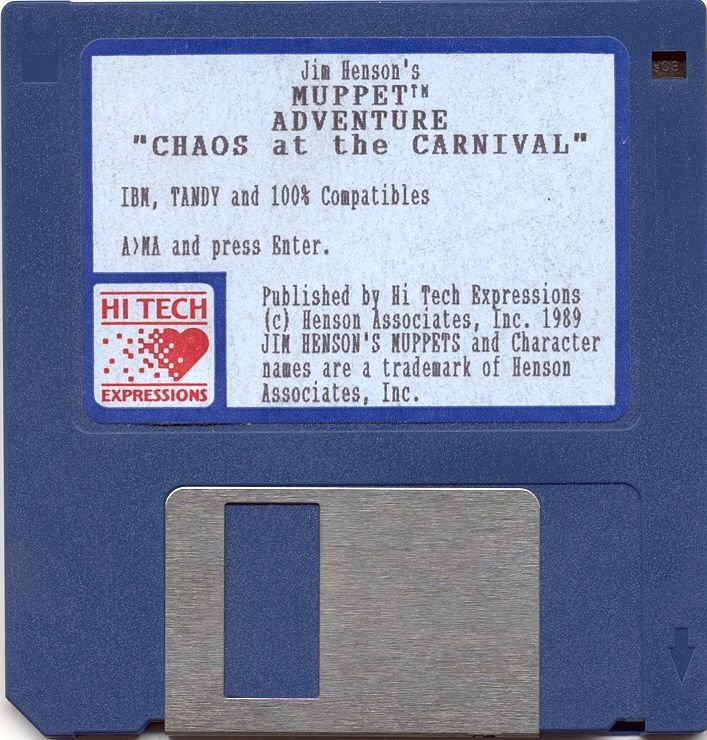 Jim Henson's
MUPPET™
ADVENTURE
"CHAOS at the CARNIVAL"
IBM, TANDY and 100% Compatibles
A>MA and press Enter.
HI TECH
EXPRESSIONS
Published by Hi Tech Expressions
(c) Henson Associates, Inc. 1989
JIM HENSON'S MUPPETS and Character
names are a trademark of Henson
Associates, Inc.